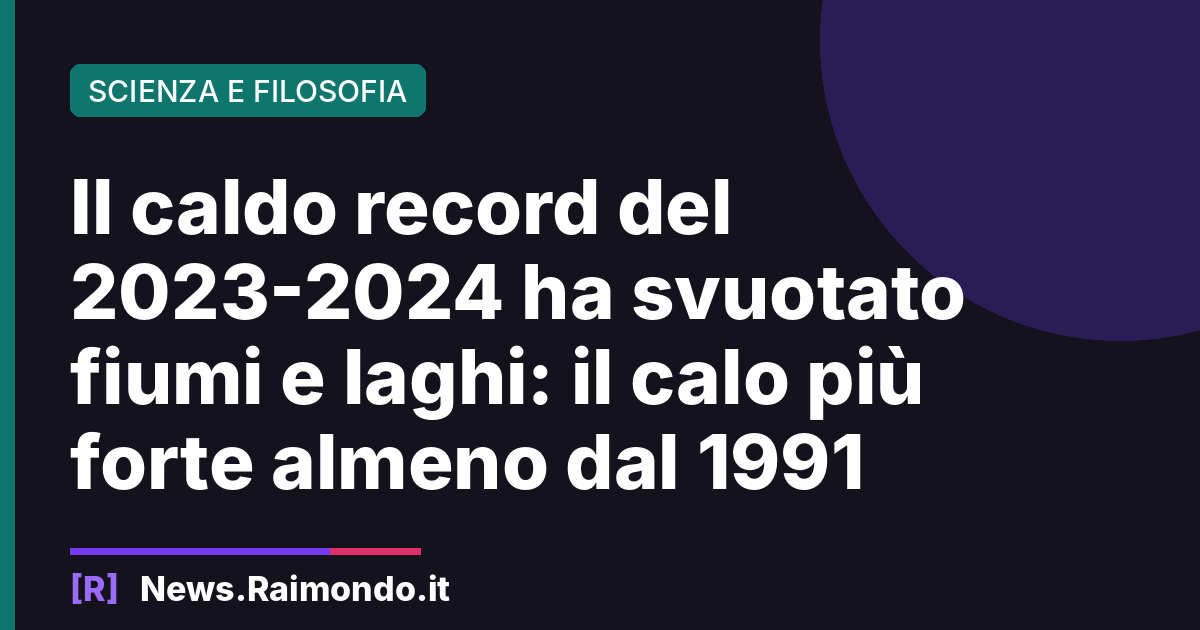 SCIENZA E FILOSOFIA
Il caldo record del
2023-2024 ha svuotato
fiumi e laghi: il calo più
forte almeno dal 1991
[R] News.Raimondo.it